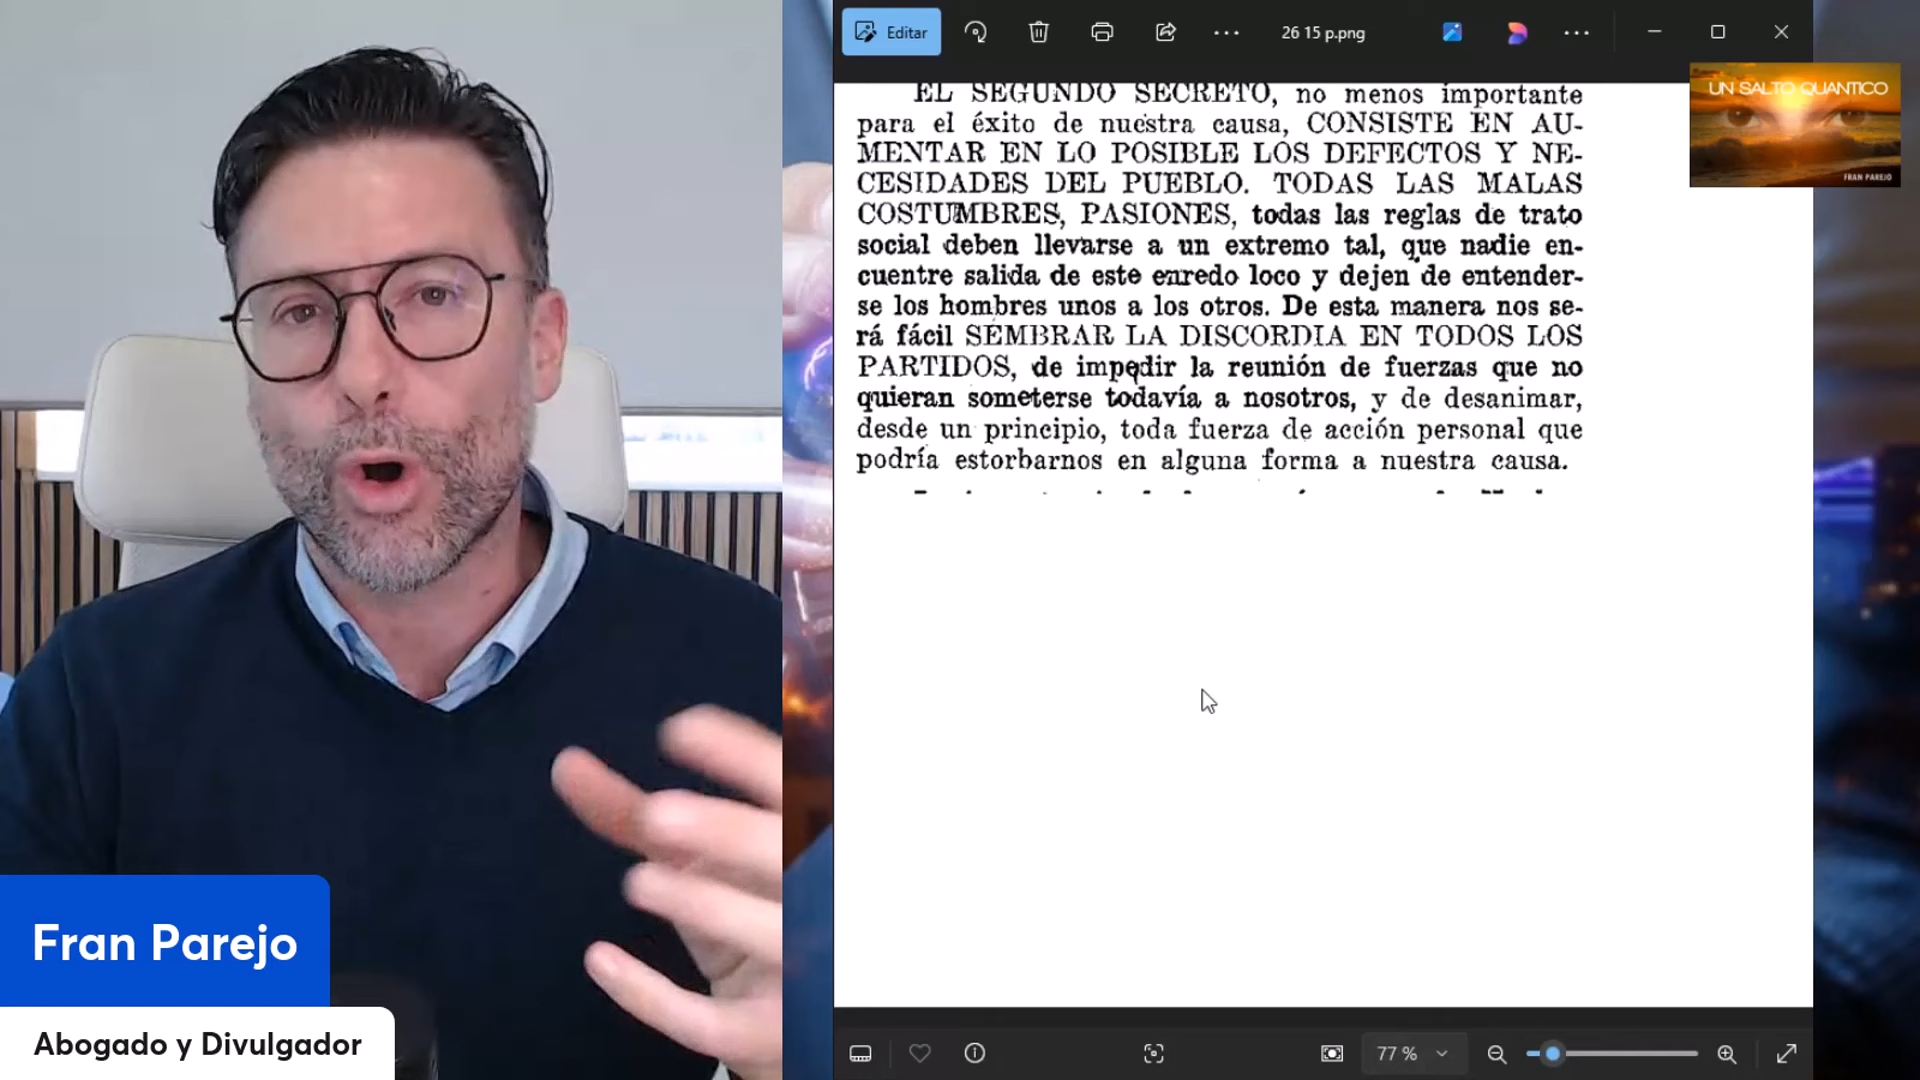 Editar
26 15 p.png
UN SALTO QUANTICO
FRAN PAREJO
EL SEGUNDO SECRETO, no menos importante
para el éxito de nuestra causa, CONSISTE EN AU-
MENTAR EN LO POSIBLE LOS DEFECTOS Y NE-
CESIDADES DEL PUEBLO. TODAS LAS MALAS
COSTUMBRES, PASIONES, todas las reglas de trato
social deben llevarse a un extremo tal, que nadie en-
cuentre salida de este enredo loco y dejen de entender-
se los hombres unos a los otros. De esta manera nos se-
rá fácil SEMBRAR LA DISCORDIA EN TODOS LOS
PARTIDOS, de impedir la reunión de fuerzas que no
quieran someterse todavía a nosotros, y de desanimar,
desde un principio, toda fuerza de acción personal que
podría estorbarnos en alguna forma a nuestra causa.
Fran Parejo
Abogado y Divulgador
77 %